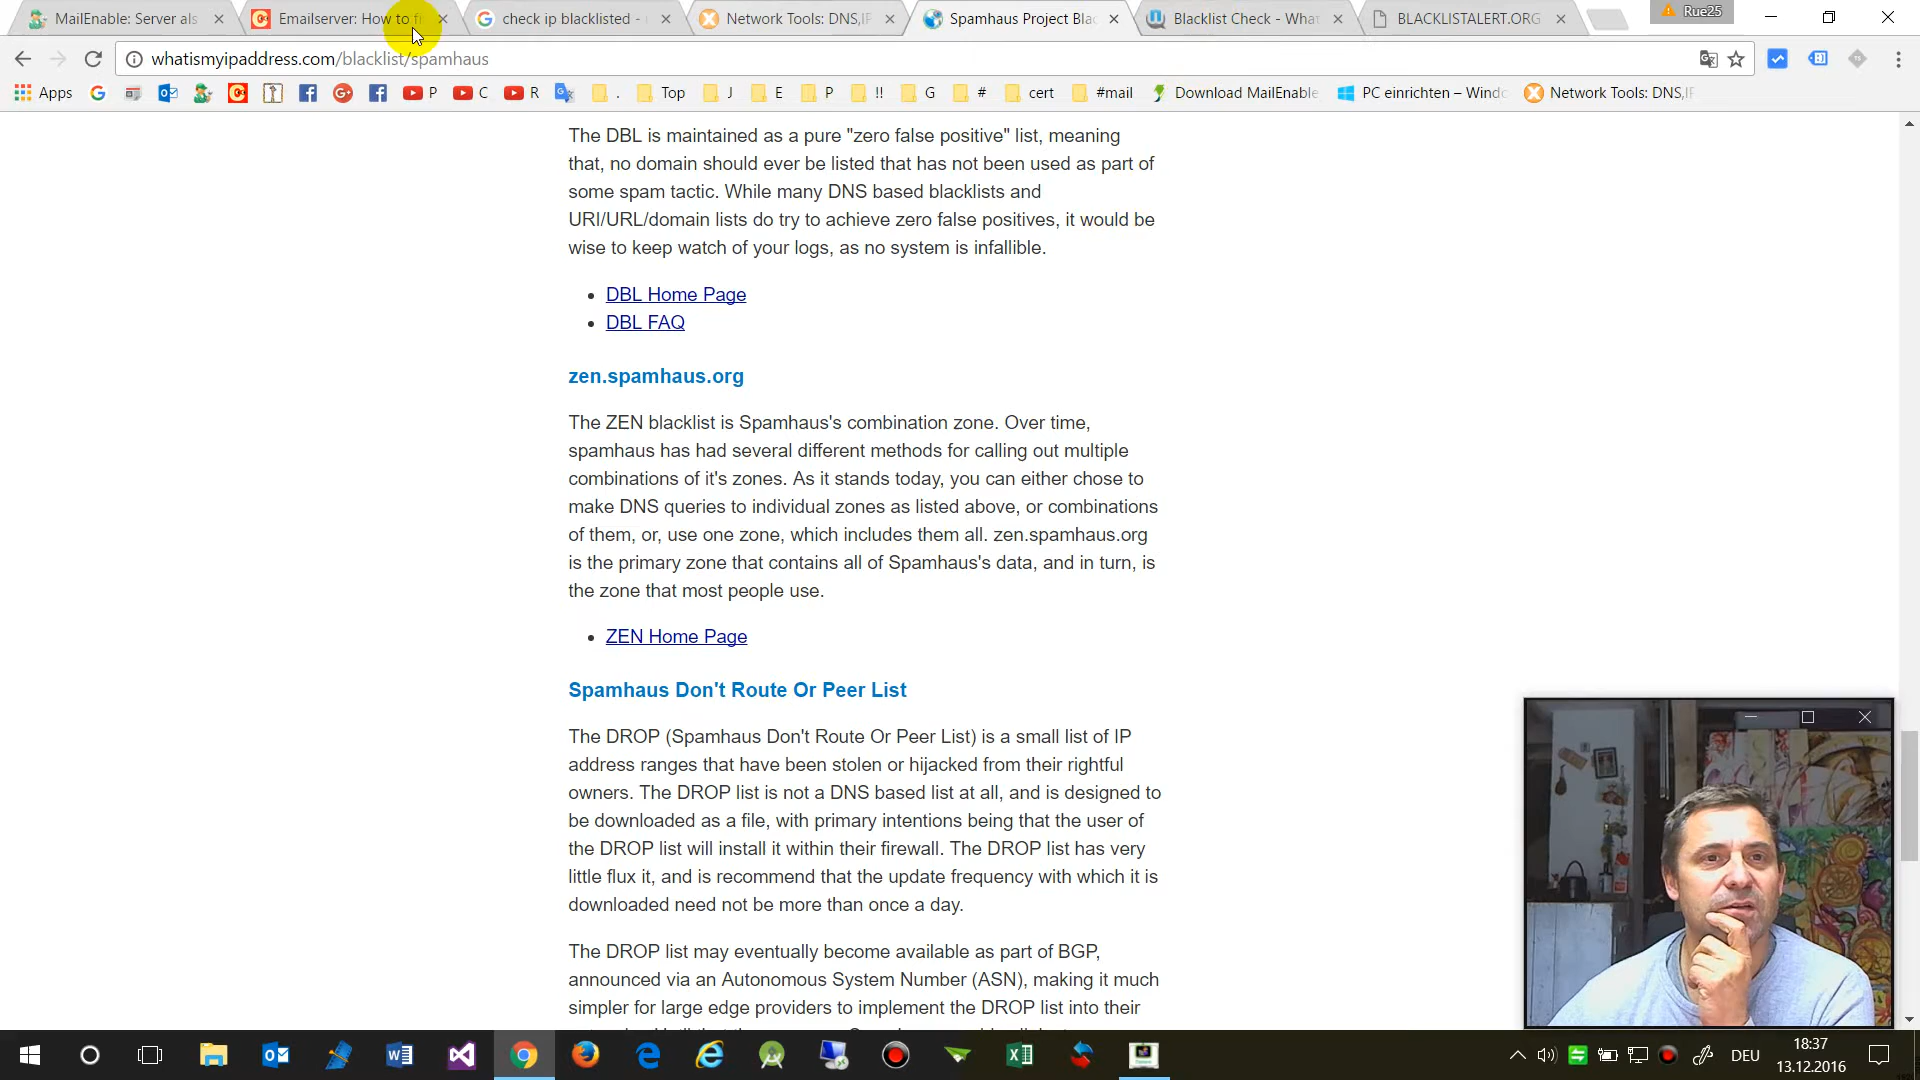 MailEnable: Server als
Emailserver: How to fi
check ip blacklisted -
Network Tools: DNS,IP
Spamhaus Project Blac
Blacklist Check - What
BLACKLISTALERT.ORG
Rue25
whatismyipaddress.com/blacklist/spamhaus
Apps
P
C
R
.
Top
J
E
P
!!
G
#
cert
#mail
Download MailEnable
PC einrichten – Windo
Network Tools: DNS,IP
The DBL is maintained as a pure "zero false positive" list, meaning
that, no domain should ever be listed that has not been used as part of
some spam tactic. While many DNS based blacklists and
URI/URL/domain lists do try to achieve zero false positives, it would be
wise to keep watch of your logs, as no system is infallible.
DBL Home Page
DBL FAQ
zen.spamhaus.org
The ZEN blacklist is Spamhaus's combination zone. Over time,
spamhaus has had several different methods for calling out multiple
combinations of it's zones. As it stands today, you can either chose to
make DNS queries to individual zones as listed above, or combinations
of them, or, use one zone, which includes them all. zen.spamhaus.org
is the primary zone that contains all of Spamhaus's data, and in turn, is
the zone that most people use.
ZEN Home Page
Spamhaus Don't Route Or Peer List
The DROP (Spamhaus Don't Route Or Peer List) is a small list of IP
address ranges that have been stolen or hijacked from their rightful
owners. The DROP list is not a DNS based list at all, and is designed to
be downloaded as a file, with primary intentions being that the user of
the DROP list will install it within their firewall. The DROP list has very
little flux it, and is recommend that the update frequency with which it is
downloaded need not be more than once a day.
The DROP list may eventually become available as part of BGP,
announced via an Autonomous System Number (ASN), making it much
simpler for large edge providers to implement the DROP list into their
DEU
18:37
13.12.2016